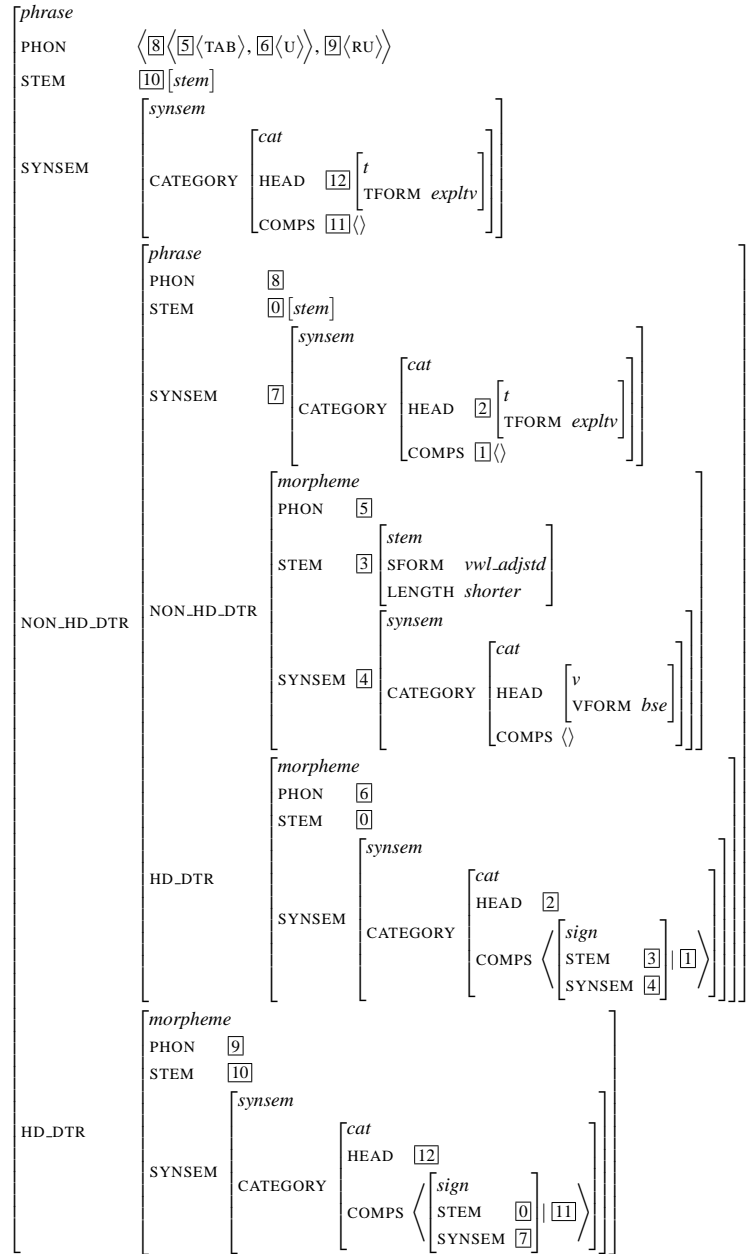 phrase
PHON ⟨8⟨5⟨TAB⟩, 6⟨U⟩⟩, 9⟨RU⟩⟩
STEM 10[stem]
synsem
cat
SYNSEM CATEGORY HEAD 12 t
TFORM expltv
COMPS 11⟨⟩
phrase
PHON 8
STEM 0[stem]
synsem
cat
SYNSEM 7 CATEGORY HEAD 2 t
TFORM expltv
COMPS 1⟨⟩
morpheme
PHON 5
stem
STEM 3 SFORM vwl_adjstd
LENGTH shorter
NON_HD_DTR NON_HD_DTR
synsem
cat
SYNSEM 4 CATEGORY HEAD v
VFORM bse
COMPS ⟨⟩
morpheme
PHON 6
STEM 0
synsem
HD_DTR
cat
HEAD 2
SYNSEM CATEGORY
sign
COMPS ⟨STEM 3 | 1⟩
SYNSEM 4
morpheme
PHON 9
STEM 10
synsem
HD_DTR
cat
HEAD 12
SYNSEM CATEGORY
sign
COMPS ⟨STEM 0 | 11⟩
SYNSEM 7